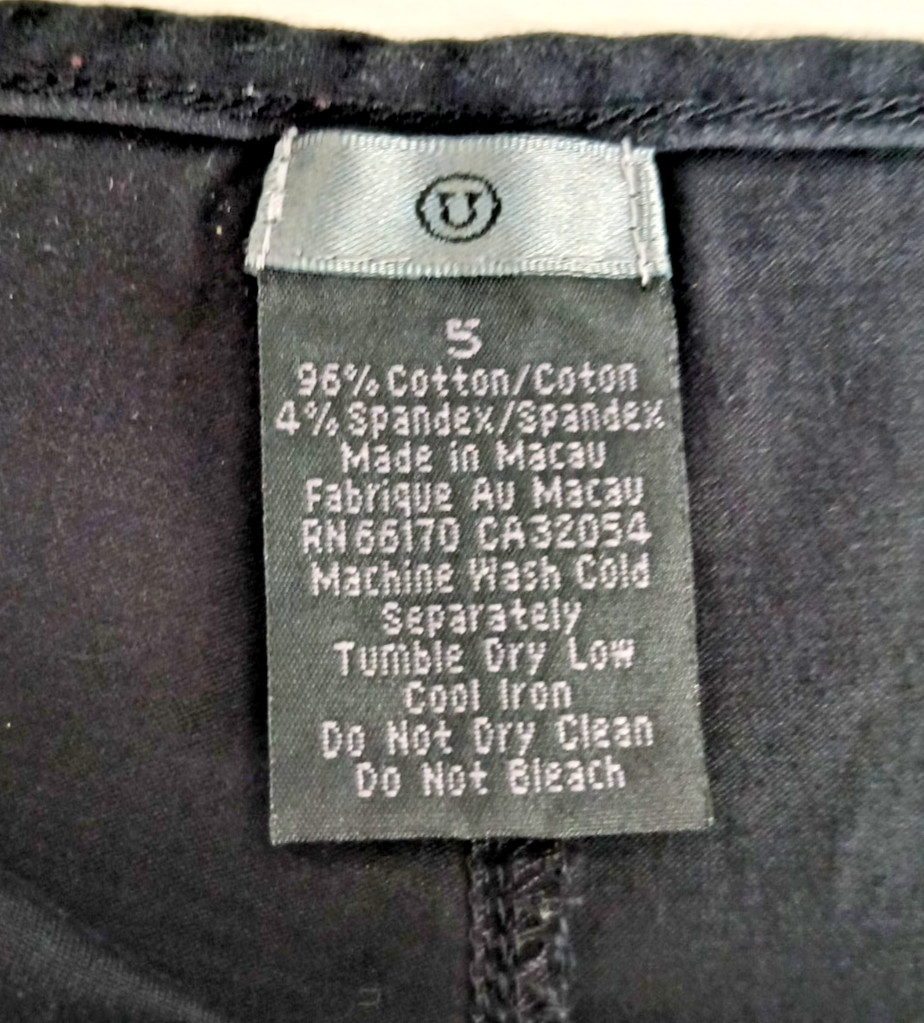 U
5
96% Cotton/Coton
4% Spandex/Spandex
Made in Macau
Fabrique Au Macau
RN 66170 CA32054
Machine Wash Cold
Separately
Tumble Dry Low
Cool Iron
Do Not Dry Clean
Do Not Bleach